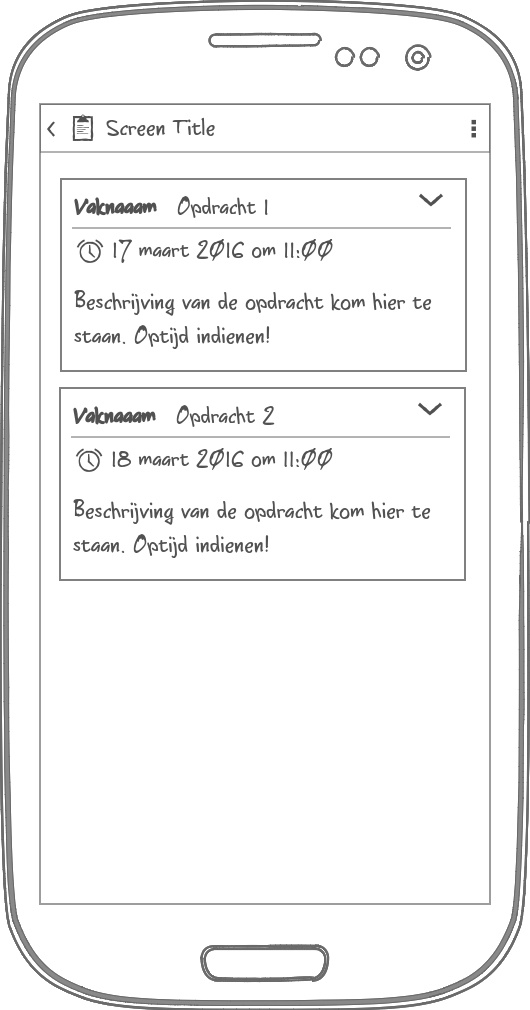 Screen Title
Vaknaaam Opdracht 1
17 maart 2016 om 11:00
Beschrijving van de opdracht kom hier te
staan. Optijd indienen!
Vaknaaam Opdracht 2
18 maart 2016 om 11:00
Beschrijving van de opdracht kom hier te
staan. Optijd indienen!